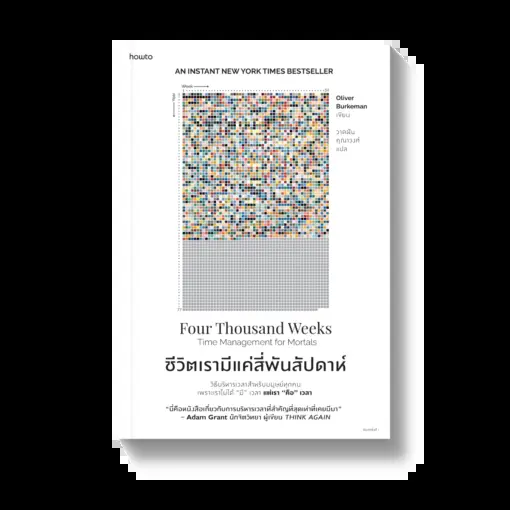 howto
AN INSTANT NEW YORK TIMES BESTSELLER
Oliver
Burkeman
เขียน
วาดฝัน
คุณาวงศ์
แปล
Four Thousand Weeks
Time Management for Mortals
ชีวิตเรามีแค่สี่พันสัปดาห์
วิธีบริหารเวลาสำหรับมนุษย์ทุกคน
เพราะเราไม่ได้ “มี” เวลา แต่เรา “คือ” เวลา
“นี่คือหนังสือเกี่ยวกับการบริหารเวลาที่สำคัญที่สุดเท่าที่เคยมีมา”
– Adam Grant นักจิตวิทยา ผู้เขียน THINK AGAIN